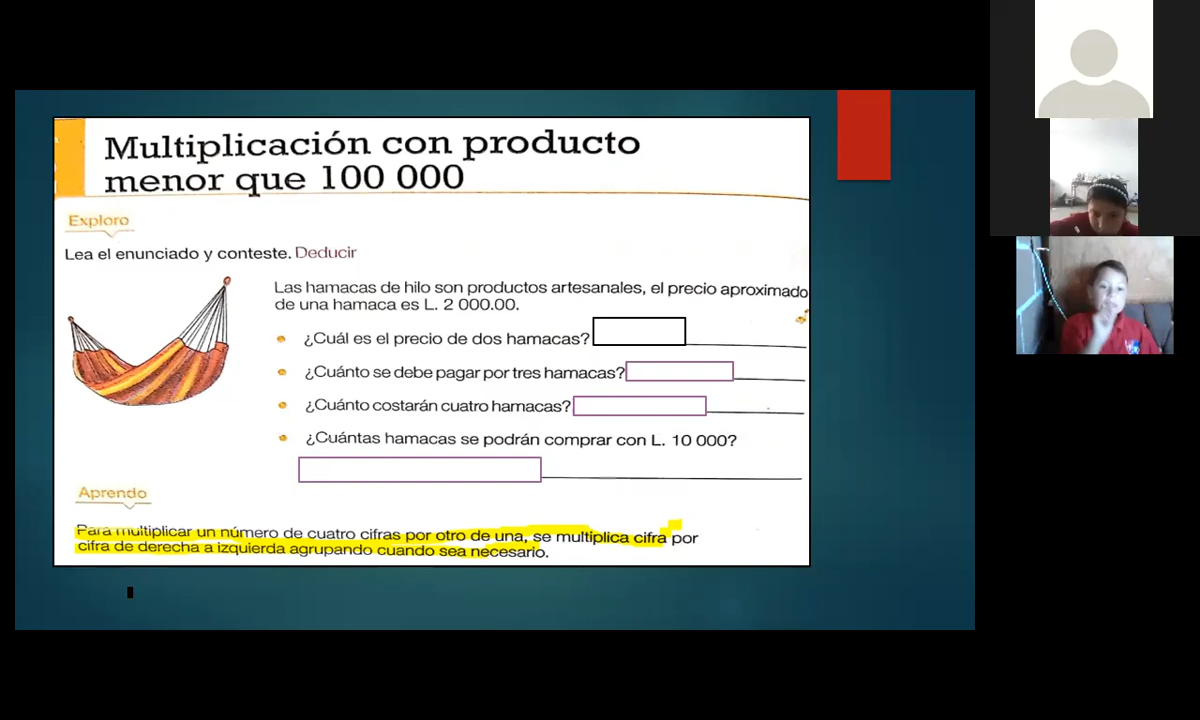 Multiplicación con producto
menor que 100 000
Exploro
Lea el enunciado y conteste. Deducir
Las hamacas de hilo son productos artesanales, el precio aproximado
de una hamaca es L. 2 000.00.
¿Cuál es el precio de dos hamacas?
¿Cuánto se debe pagar por tres hamacas?
¿Cuánto costarán cuatro hamacas?
¿Cuántas hamacas se podrán comprar con L. 10 000?
Aprendo
Para multiplicar un número de cuatro cifras por otro de una, se multiplica cifra por
cifra de derecha a izquierda agrupando cuando sea necesario.